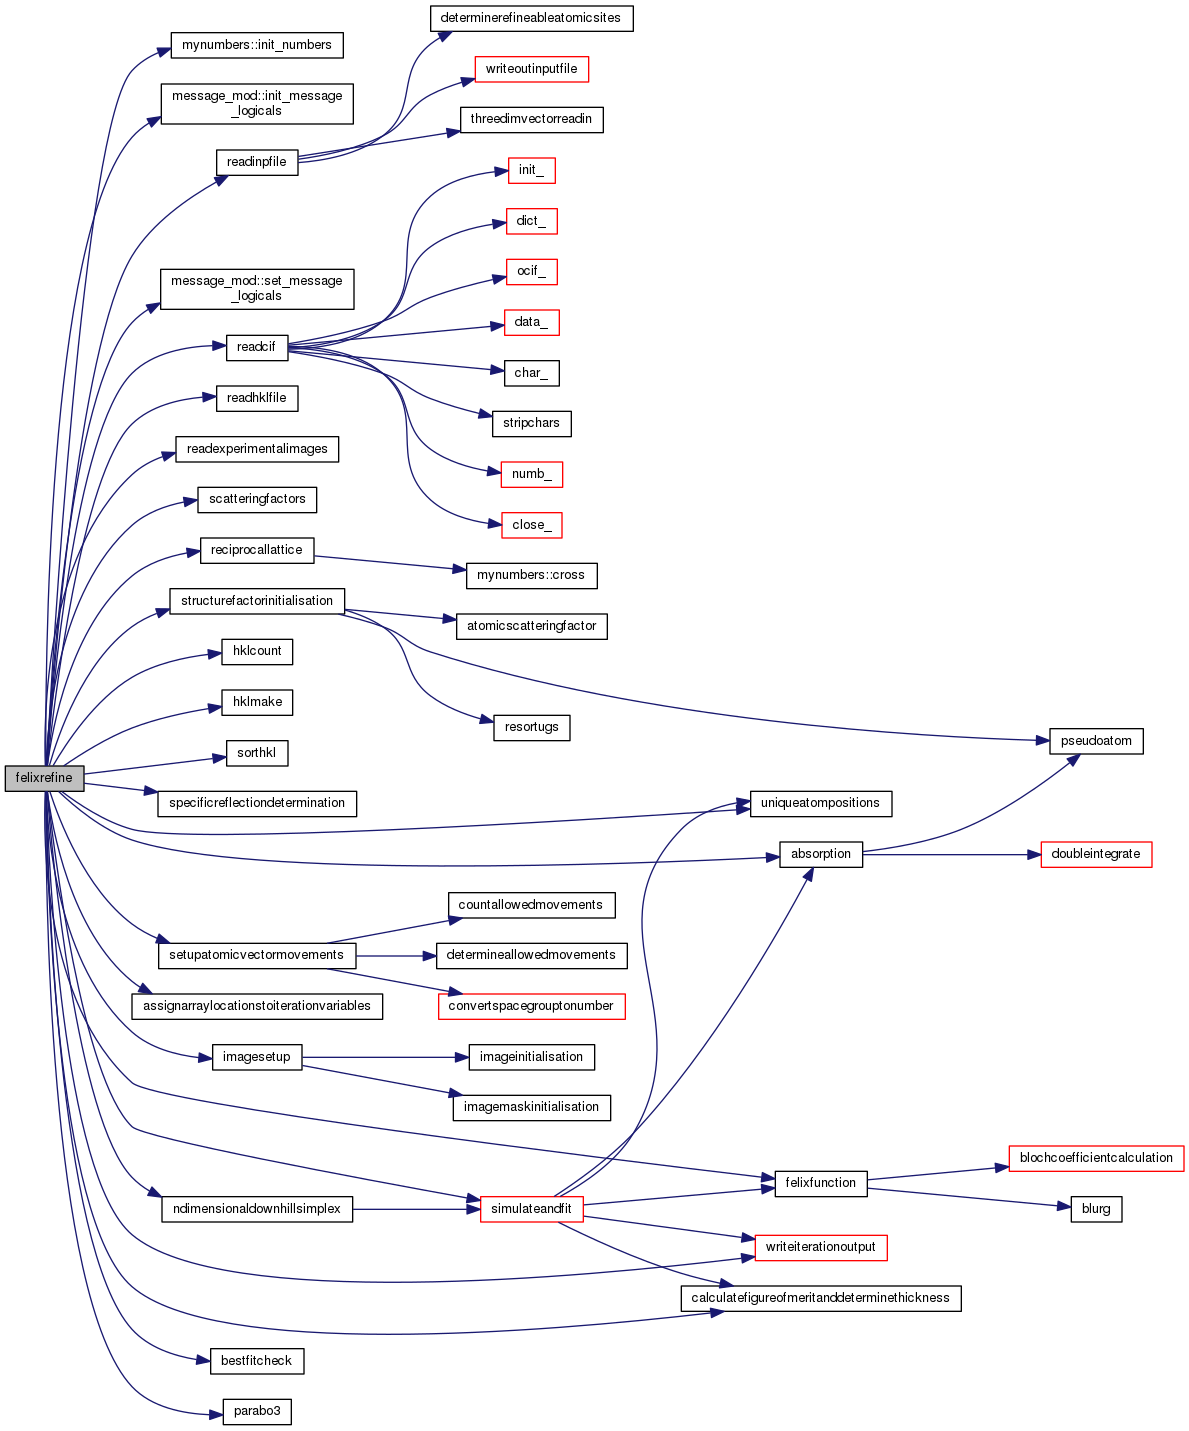 determinerefineableatomicsites
mynumbers::init_numbers
writeoutinputfile
message_mod::init_message
_logicals
threedimvectorreadin
readinpfile
init_
dict_
ocif_
message_mod::set_message
_logicals
data_
readcif
char_
readhklfile
stripchars
readexperimentalimages
numb_
scatteringfactors
close_
reciprocallattice
mynumbers::cross
structurefactorinitialisation
atomicscatteringfactor
hklcount
hklmake
resortugs
pseudoatom
sorthkl
felixrefine
specificreflectiondetermination
uniqueatompositions
absorption
doubleintegrate
countallowedmovements
setupatomicvectormovements
determineallowedmovements
assignarraylocationstoiterationvariables
convertspacegrouptonumber
imagesetup
imageinitialisation
imagemaskinitialisation
blochcoefficientcalculation
felixfunction
ndimensionaldownhillsimplex
simulateandfit
blurg
writeiterationoutput
calculatefigureofmeritanddeterminethickness
bestfitcheck
parabo3